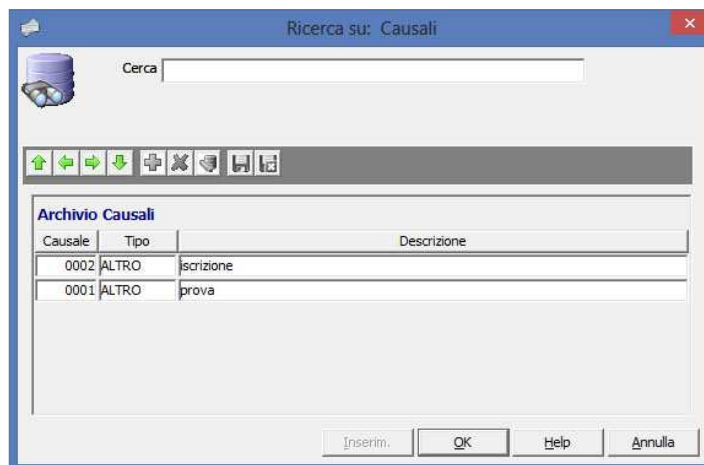 Ricerca su: Causali
Cerca
Archivio Causali
Causale Tipo Descrizione
0002 ALTRO iscrizione
0001 ALTRO prova
Inserim. OK Help Annulla